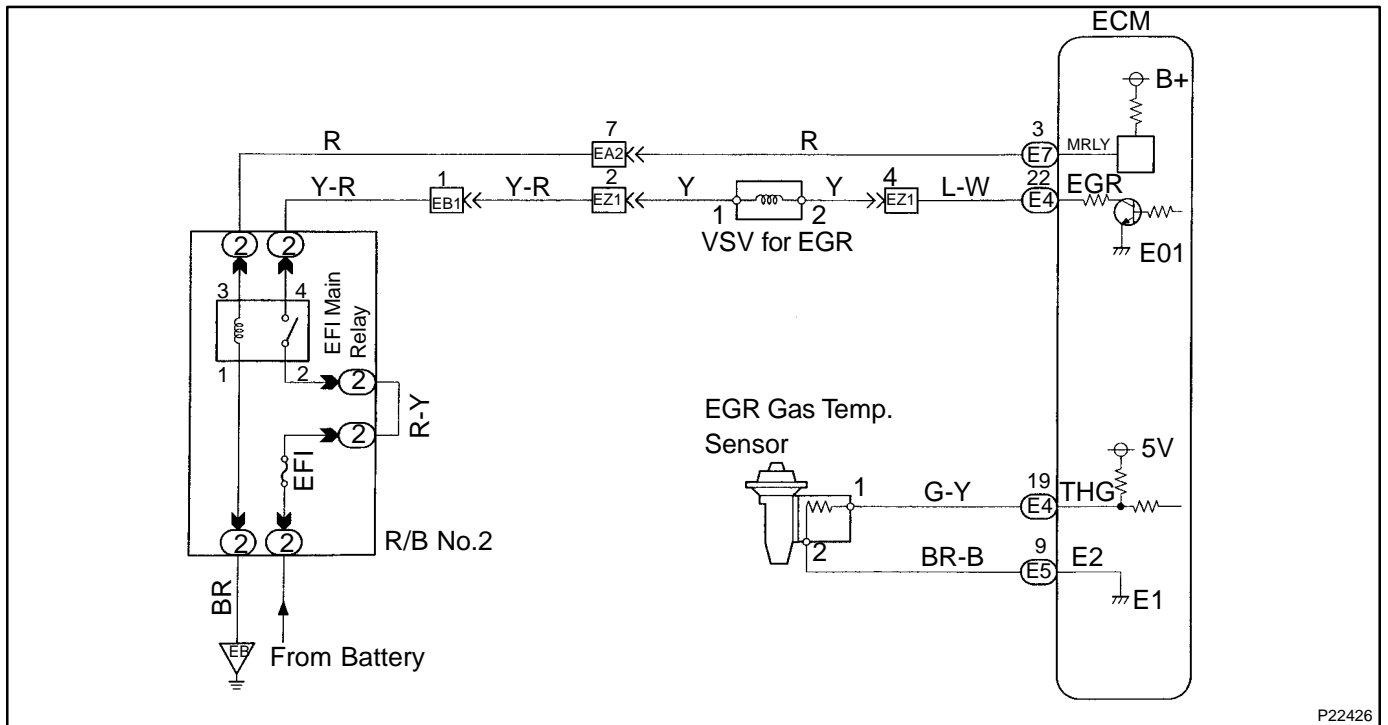 ECM
B+
7
3
R
EA2
R
E7
MRLY
1
2
4
22
Y-R
EB1
Y-R
EZ1
Y
Y
EZ1
L-W
E4
EGR
1
2
VSV for EGR
E01
2
2
3
4
EFI Main
Relay
1
2
2
R-Y
2
EFI
2
2
R/B No.2
BR
EB
From Battery
EGR Gas Temp.
Sensor
5V
1
G-Y
19
E4
THG
2
BR-B
9
E5
E2
E1
P22426